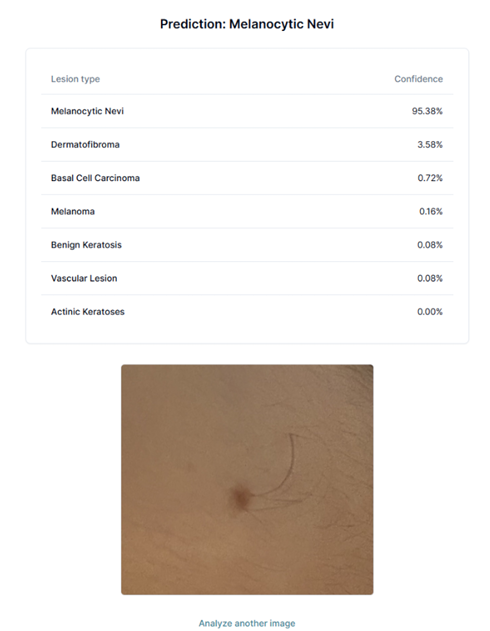 Prediction: Melanocytic Nevi
Lesion type Confidence
Melanocytic Nevi 95.38%
Dermatofibroma 3.58%
Basal Cell Carcinoma 0.72%
Melanoma 0.16%
Benign Keratosis 0.08%
Vascular Lesion 0.08%
Actinic Keratoses 0.00%
Analyze another image